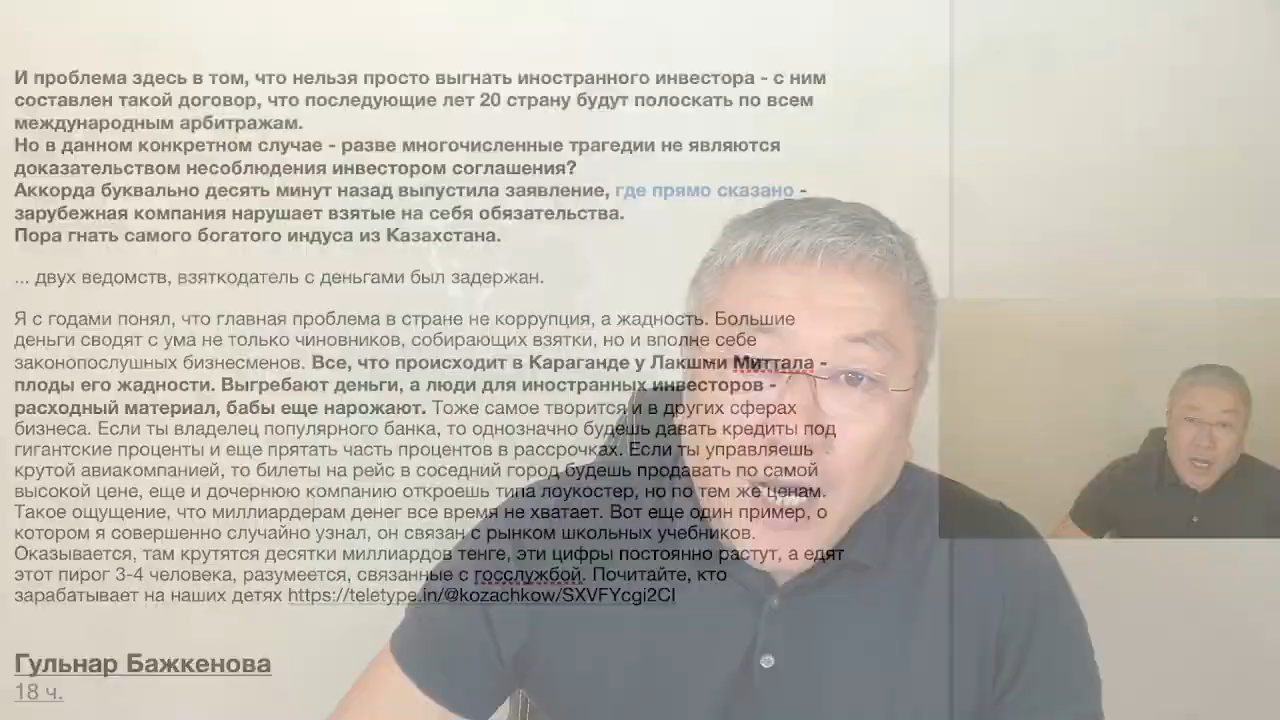 И проблема здесь в том, что нельзя просто выгнать иностранного инвестора - с ним
составлен такой договор, что последующие лет 20 страну будут полоскать по всем
международным арбитражам.
Но в данном конкретном случае - разве многочисленные трагедии не являются
доказательством несоблюдения инвестором соглашения?
Аккорда буквально десять минут назад выпустила заявление, где прямо сказано -
зарубежная компания нарушает взятые на себя обязательства.
Пора гнать самого богатого индуса из Казахстана.
... двух ведомств, взяткодатель с деньгами был задержан.
Я с годами понял, что главная проблема в стране не коррупция, а жадность. Большие
деньги сводят с ума не только чиновников, собирающих взятки, но и вполне себе
законопослушных бизнесменов. Все, что происходит в Караганде у Лакшми Миттала -
плоды его жадности. Выгребают деньги, а люди для иностранных инвесторов -
расходный материал, бабы еще нарожают. Тоже самое творится и в других сферах
бизнеса. Если ты владелец популярного банка, то однозначно будешь давать кредиты под
гигантские проценты и еще прятать часть процентов в рассрочках. Если ты управляешь
крутой авиакомпанией, то билеты на рейс в соседний город будешь продавать по самой
высокой цене, еще и дочернюю компанию откроешь типа лоукостер, но по тем же ценам.
Такое ощущение, что миллиардерам денег все время не хватает. Вот еще один пример, о
котором я совершенно случайно узнал, он связан с рынком школьных учебников.
Оказывается, там крутятся десятки миллиардов тенге, эти цифры постоянно растут, а едят
этот пирог 3-4 человека, разумеется, связанные с госслужбой. Почитайте, кто
зарабатывает на наших детях https://teletype.in/@kozachkow/SXVFYcgi2CI
Гульнар Бажкенова
18 ч.